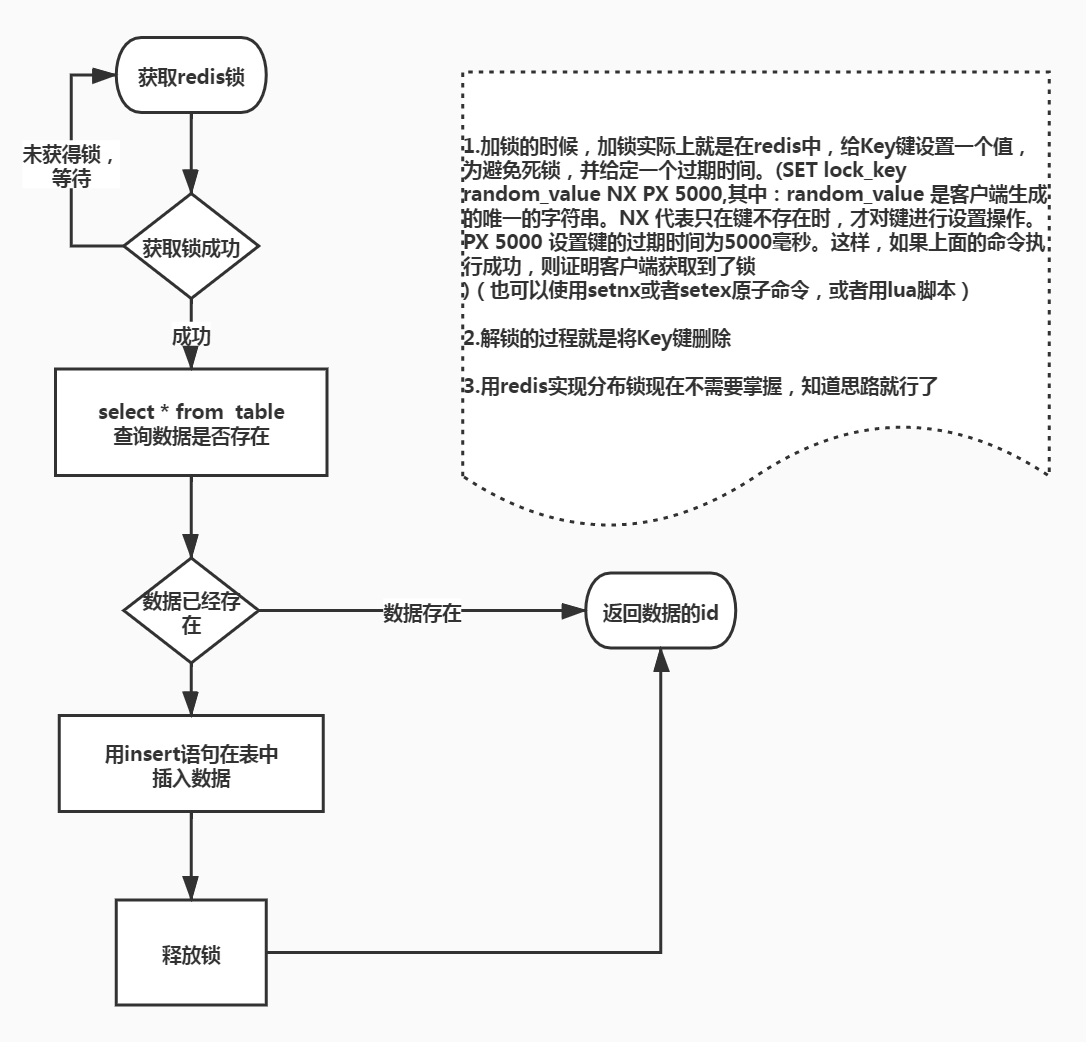 获取redis锁
未获得锁，
等待
获取锁成功
成功
select * from  table
查询数据是否存在
数据已经存
在
数据存在
返回数据的id
用insert语句在表中
插入数据
释放锁
1.加锁的时候，加锁实际上就是在redis中，给Key键设置一个值，
为避免死锁，并给定一个过期时间。(SET lock_key
random_value NX PX 5000,其中：random_value 是客户端生成
的唯一的字符串。NX 代表只在键不存在时，才对键进行设置操作。
PX 5000 设置键的过期时间为5000毫秒。这样，如果上面的命令执
行成功，则证明客户端获取到了锁
)（也可以使用setnx或者setex原子命令，或者用lua脚本）
2.解锁的过程就是将Key键删除
3.用redis实现分布锁现在不需要掌握，知道思路就行了